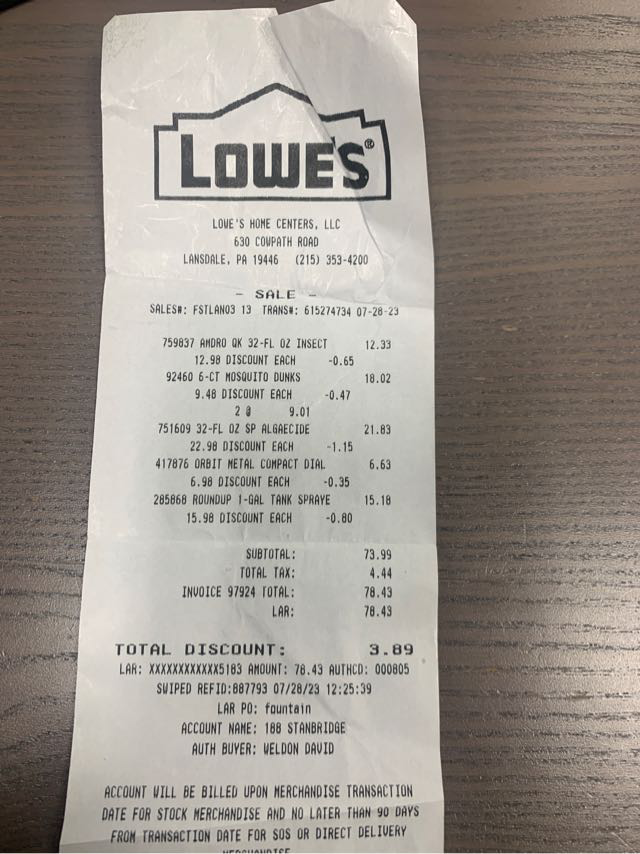 LOWE'S®
LOWE'S HOME CENTERS, LLC
630 COWPATH ROAD
LANSDALE, PA 19446 (215) 353-4200
- SALE -
SALES#: FSTLAN03 13 TRANS#: 615274734 07-28-23
759837 AMDRO QK 32-FL OZ INSECT 12.33
12.98 DISCOUNT EACH -0.65
92460 6-CT MOSQUITO DUNKS 18.02
9.48 DISCOUNT EACH -0.47
2 @ 9.01
751609 32-FL OZ SP ALGAECIDE 21.83
22.98 DISCOUNT EACH -1.15
417876 ORBIT METAL COMPACT DIAL 6.63
6.98 DISCOUNT EACH -0.35
285868 ROUNDUP 1-GAL TANK SPRAYE 15.18
15.98 DISCOUNT EACH -0.80
SUBTOTAL: 73.99
TOTAL TAX: 4.44
INVOICE 97924 TOTAL: 78.43
LAR: 78.43
TOTAL DISCOUNT: 3.89
LAR: XXXXXXXXXXXX5183 AMOUNT: 78.43 AUTHCD: 000805
SWIPED REFID:887793 07/28/23 12:25:39
LAR PO: fountain
ACCOUNT NAME: 188 STANBRIDGE
AUTH BUYER: WELDON DAVID
ACCOUNT WILL BE BILLED UPON MERCHANDISE TRANSACTION
DATE FOR STOCK MERCHANDISE AND NO LATER THAN 90 DAYS
FROM TRANSACTION DATE FOR SOS OR DIRECT DELIVERY
MERCHANDISE